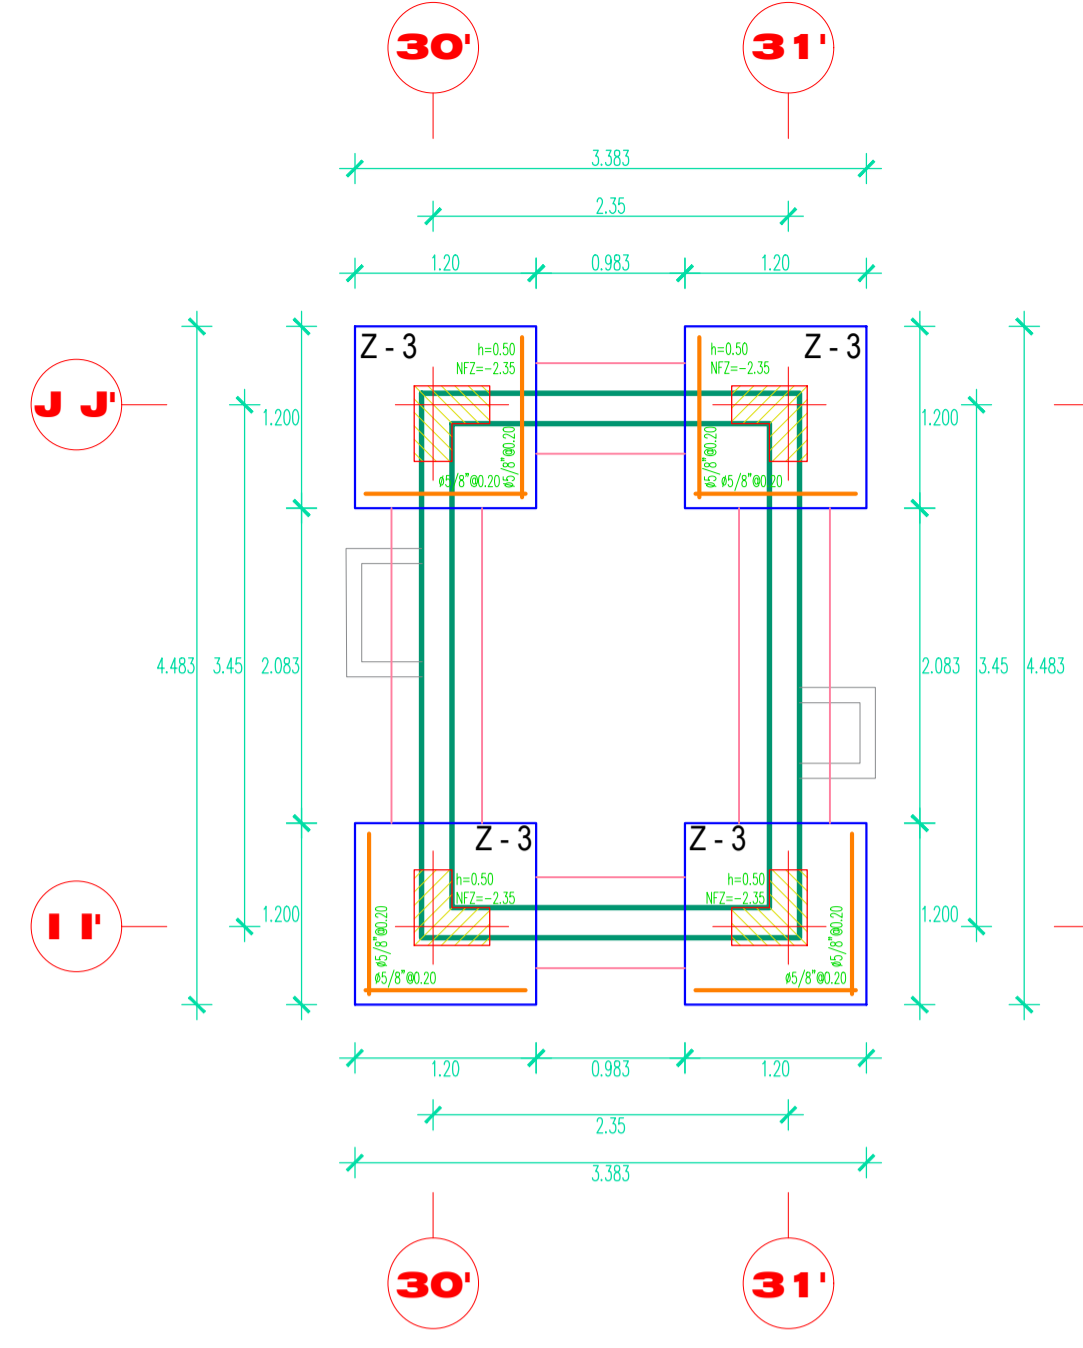 30' 31'
3.383
2.35
1.20 0.983 1.20
Z - 3 Z - 3
h=0.50 h=0.50
NFZ=-2.35 NFZ=-2.35
J J'
1.200 1.200
ø5/8"@0.20 ø5/8"@0.20
ø5/8"@0.20 ø5/8"@0.20
4.483 3.45 2.083 2.083 3.45 4.483
Z - 3 Z - 3
h=0.50 h=0.50
NFZ=-2.35 NFZ=-2.35
I I'
1.200 1.200
ø5/8"@0.20 ø5/8"@0.20
ø5/8"@0.20 ø5/8"@0.20
1.20 0.983 1.20
2.35
3.383
30' 31'